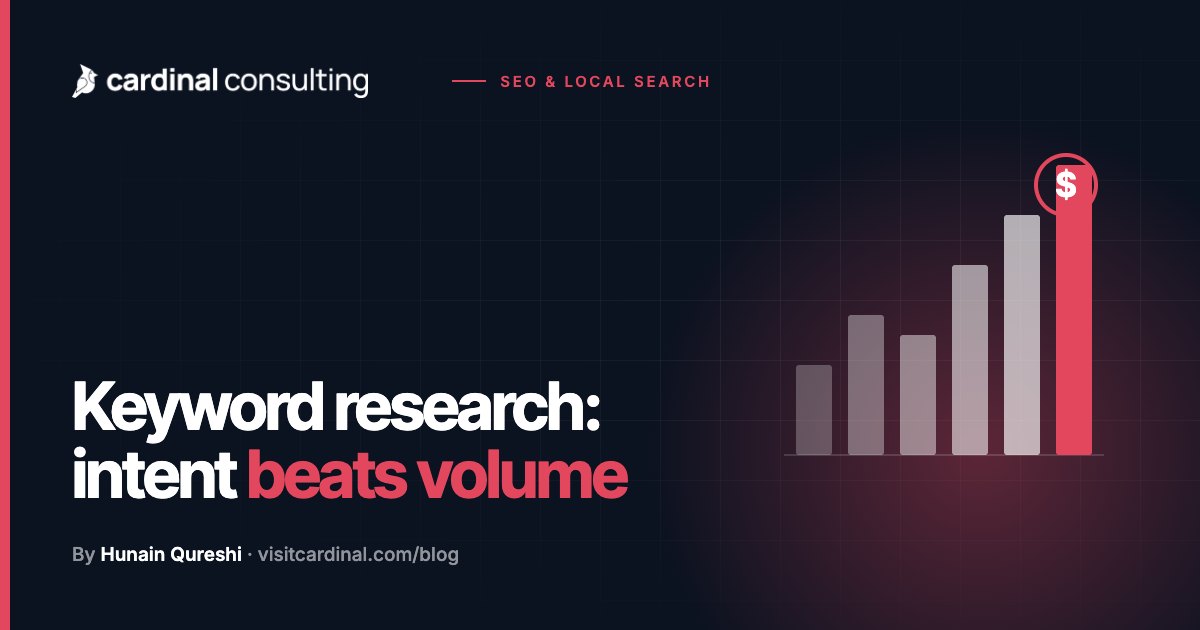 cardinal consulting
SEO & LOCAL SEARCH
$
Keyword research:
intent beats volume
By Hunain Qureshi · visitcardinal.com/blog